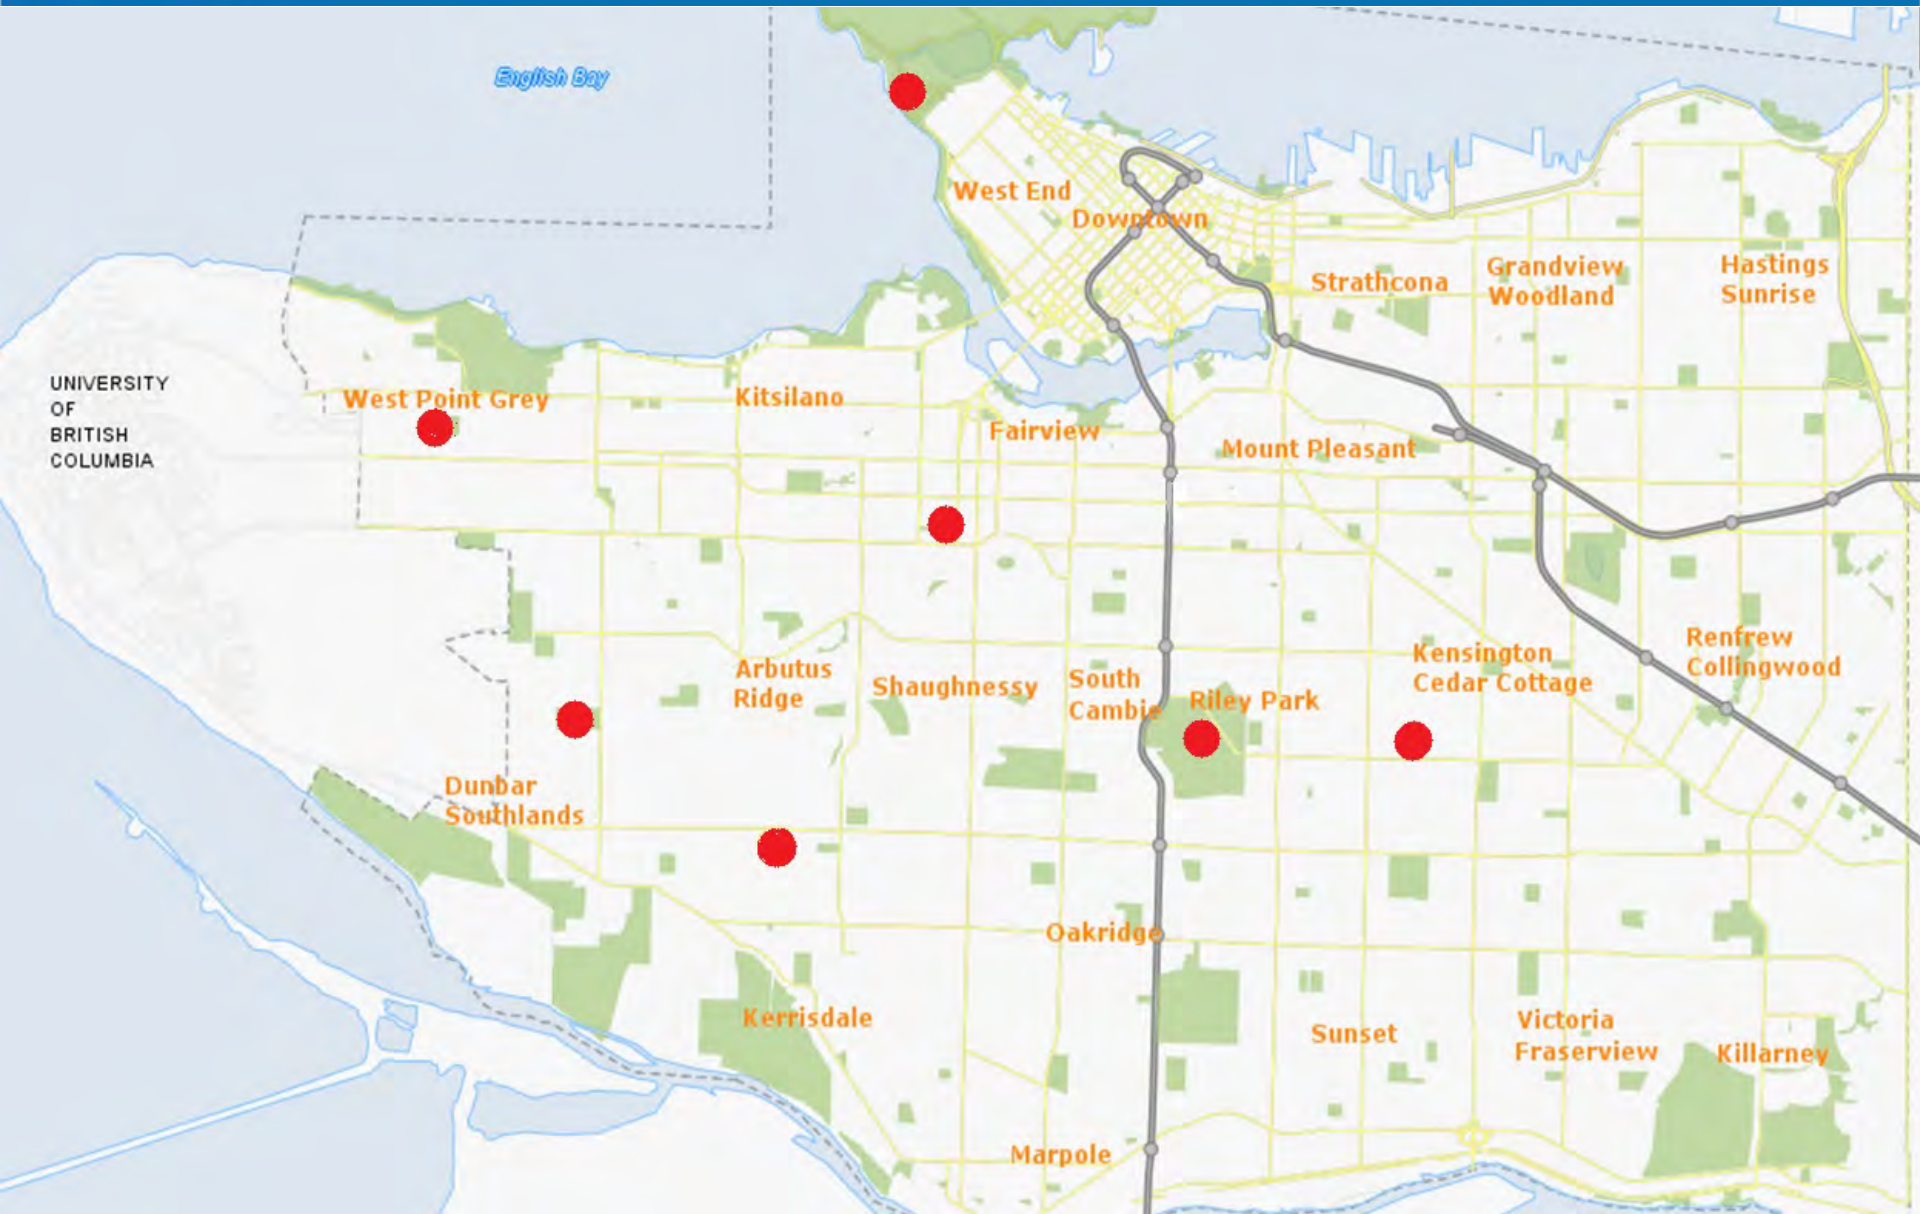 English Bay
West End
Downtown
Strathcona
Grandview
Woodland
Hastings
Sunrise
UNIVERSITY
OF
BRITISH
COLUMBIA
West Point Grey
Kitsilano
Fairview
Mount Pleasant
Arbutus
Ridge
Shaughnessy
South
Cambie
Riley Park
Kensington
Cedar Cottage
Renfrew
Collingwood
Dunbar
Southlands
Oakridge
Kerrisdale
Sunset
Victoria
Fraserview
Killarney
Marpole